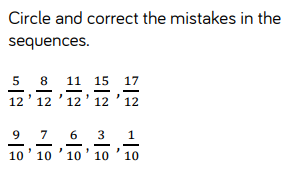 Circle and correct the mistakes in the
sequences.
5/12, 8/12, 11/12, 15/12, 17/12
9/10, 7/10, 6/10, 3/10, 1/10